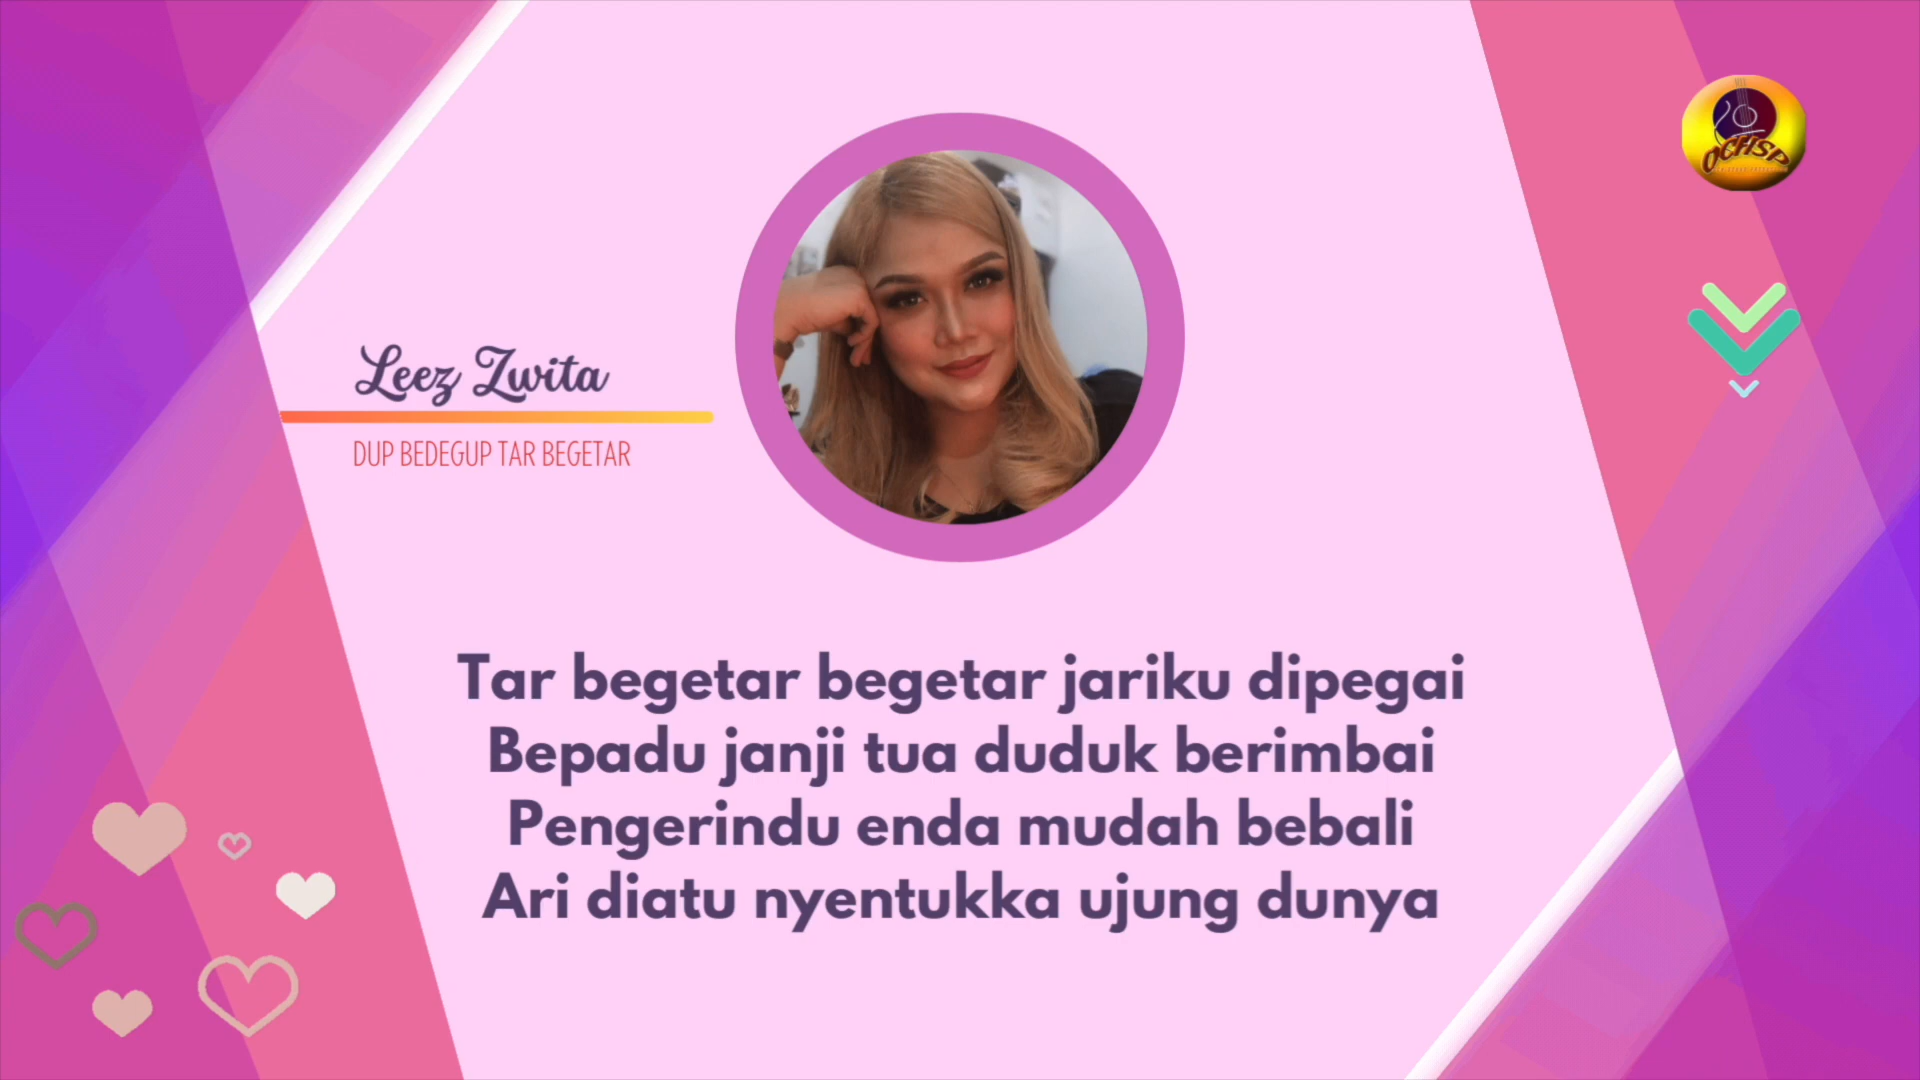 OCHSP
Leez Zwita
DUP BEDEGUP TAR BEGETAR
Tar begetar begetar jariku dipegai
Bepadu janji tua duduk berimbai
Pengerindu enda mudah bebali
Ari diatu nyentukka ujung dunya